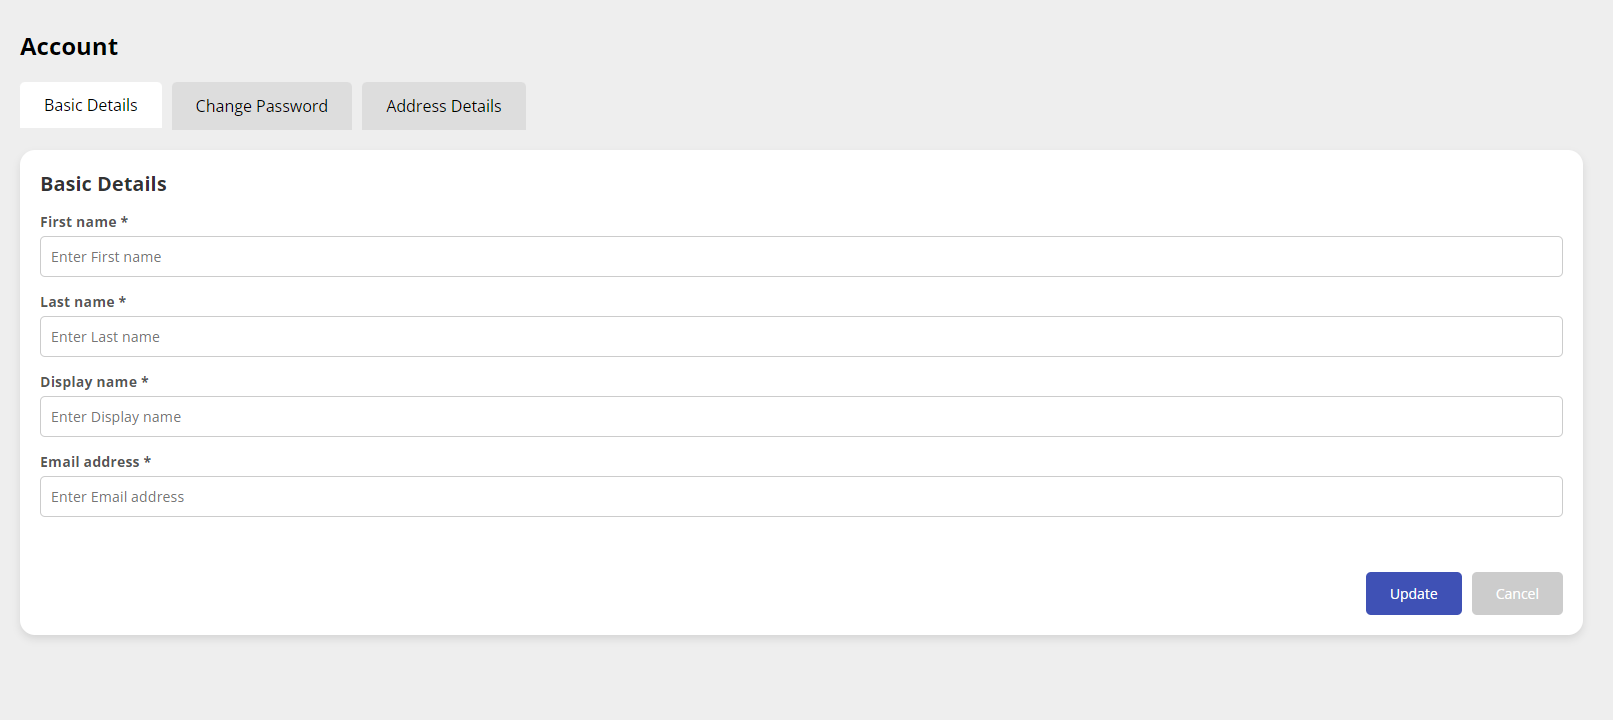 Account
Basic Details Change Password Address Details
Basic Details
First name *
Enter First name
Last name *
Enter Last name
Display name *
Enter Display name
Email address *
Enter Email address
Update Cancel